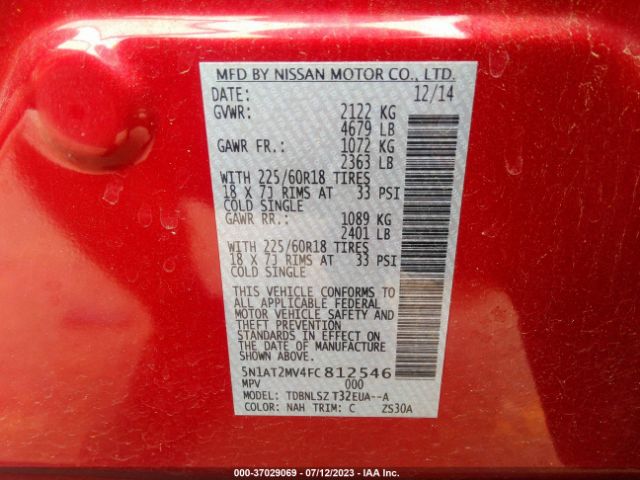 MFD BY NISSAN MOTOR CO., LTD.
DATE: 12/14
GVWR: 2122 KG
4679 LB
GAWR FR.: 1072 KG
2363 LB
WITH 225/60R18 TIRES
18 X 7J RIMS AT 33 PSI
COLD SINGLE
GAWR RR.: 1089 KG
2401 LB
WITH 225/60R18 TIRES
18 X 7J RIMS AT 33 PSI
COLD SINGLE
THIS VEHICLE CONFORMS TO
ALL APPLICABLE FEDERAL
MOTOR VEHICLE SAFETY AND
THEFT PREVENTION
STANDARDS IN EFFECT ON
THE DATE OF MANUFACTURE
SHOWN ABOVE.
5N1AT2MV4FC812546
MPV 000
MODEL: TDBNLSZ T32EUA--A
COLOR: NAH TRIM: C ZS30A
000-37029069 - 07/12/2023 - IAA Inc.